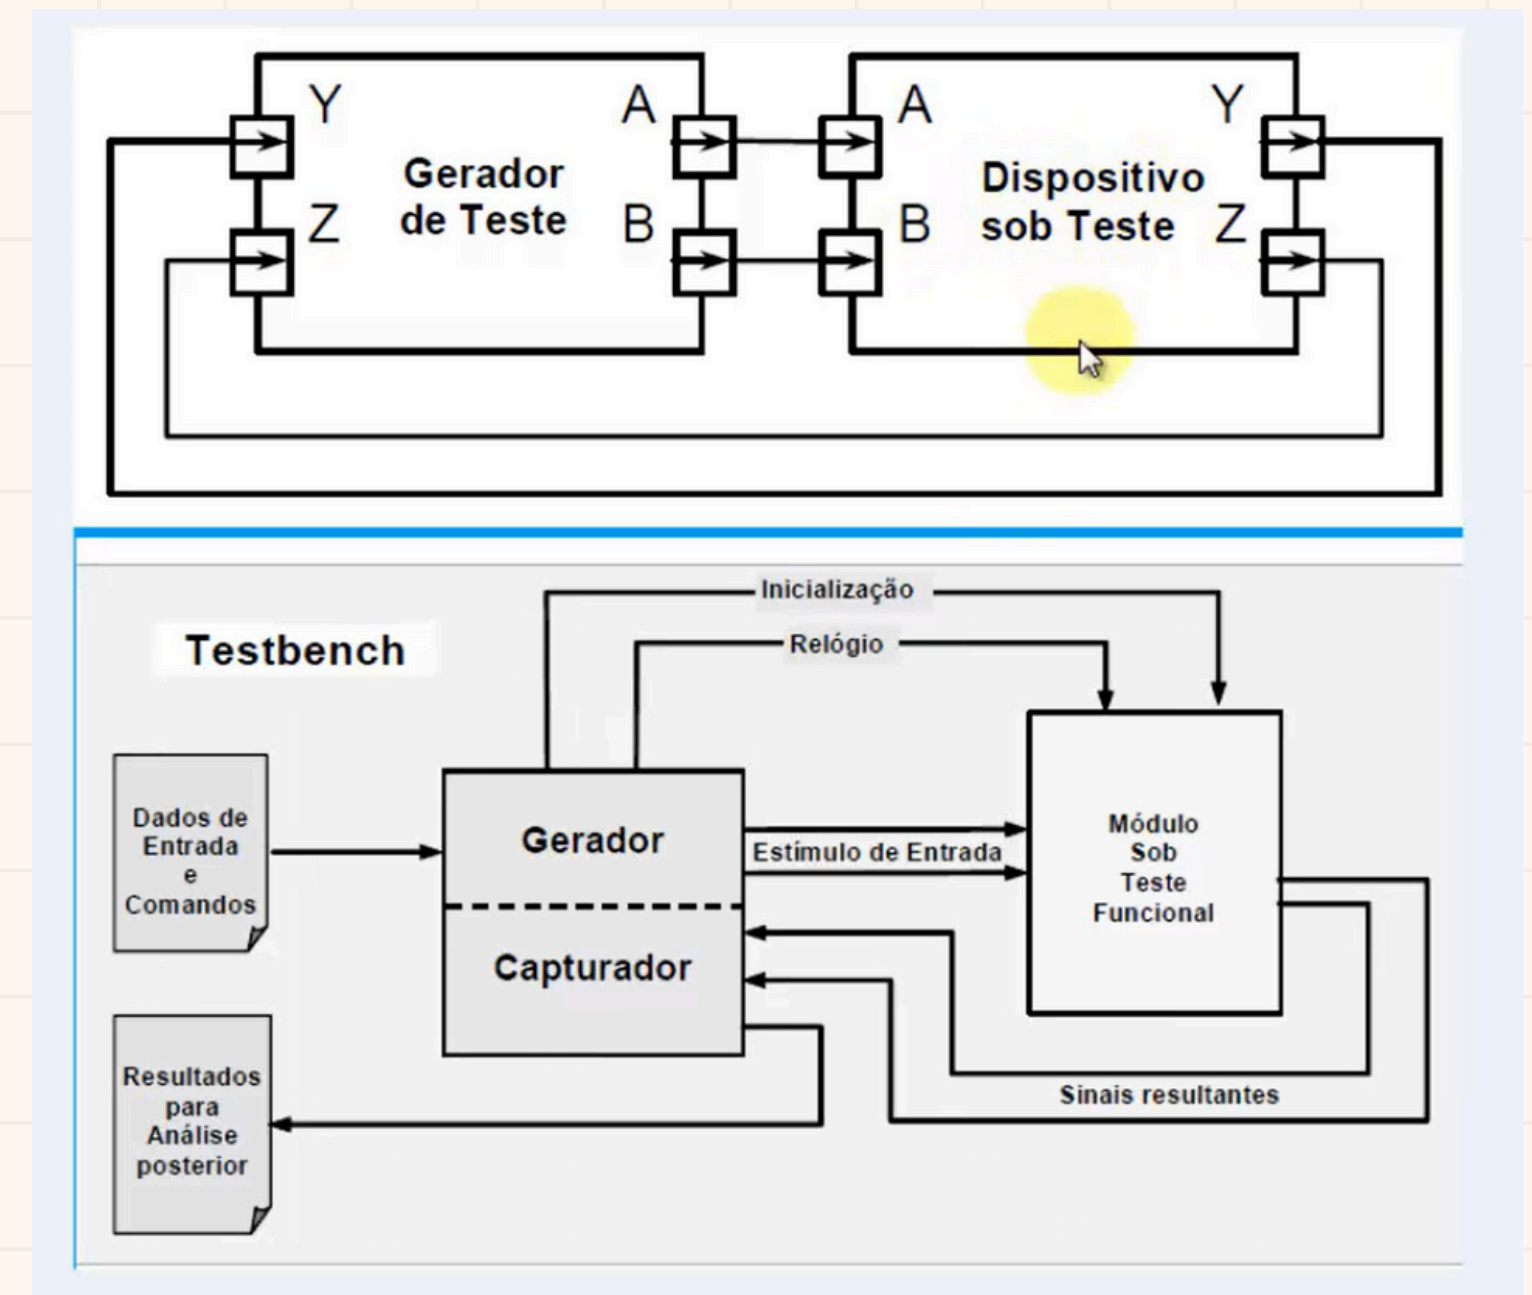 Y
A
A
Y
Gerador
de Teste
Dispositivo
sob Teste
Z
B
B
Z
Inicialização
Testbench
Relógio
Dados de
Entrada
e
Comandos
Gerador
Estímulo de Entrada
Módulo
Sob
Teste
Funcional
Capturador
Resultados
para
Análise
posterior
Sinais resultantes